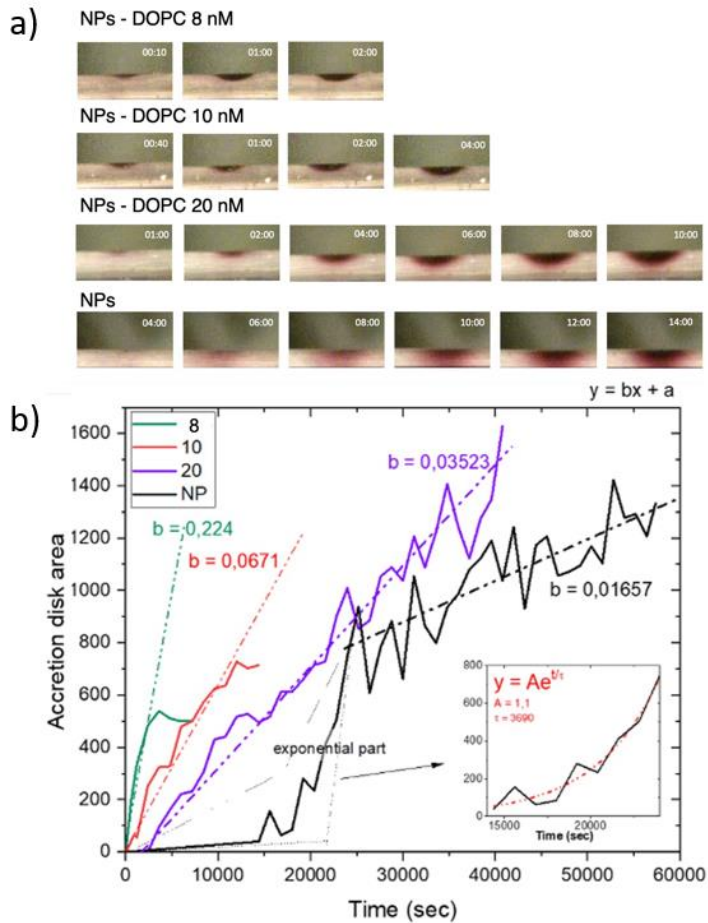 a)
NPs - DOPC 8 nM
00:10 01:00 02:00
NPs - DOPC 10 nM
00:40 01:00 02:00 04:00
NPs - DOPC 20 nM
01:00 02:00 04:00 06:00 08:00 10:00
NPs
04:00 06:00 08:00 10:00 12:00 14:00
y = bx + a
b)
8
10
20
NP
b = 0,224
b = 0,0671
b = 0,03523
b = 0,01657
exponential part
Accretion disk area
1600
1400
1200
1000
800
600
400
200
0
0 10000 20000 30000 40000 50000 60000
Time (sec)
y = Ae^t/τ
A = 1,1
τ = 3690
800
600
400
200
0
15000 20000
Time (sec)